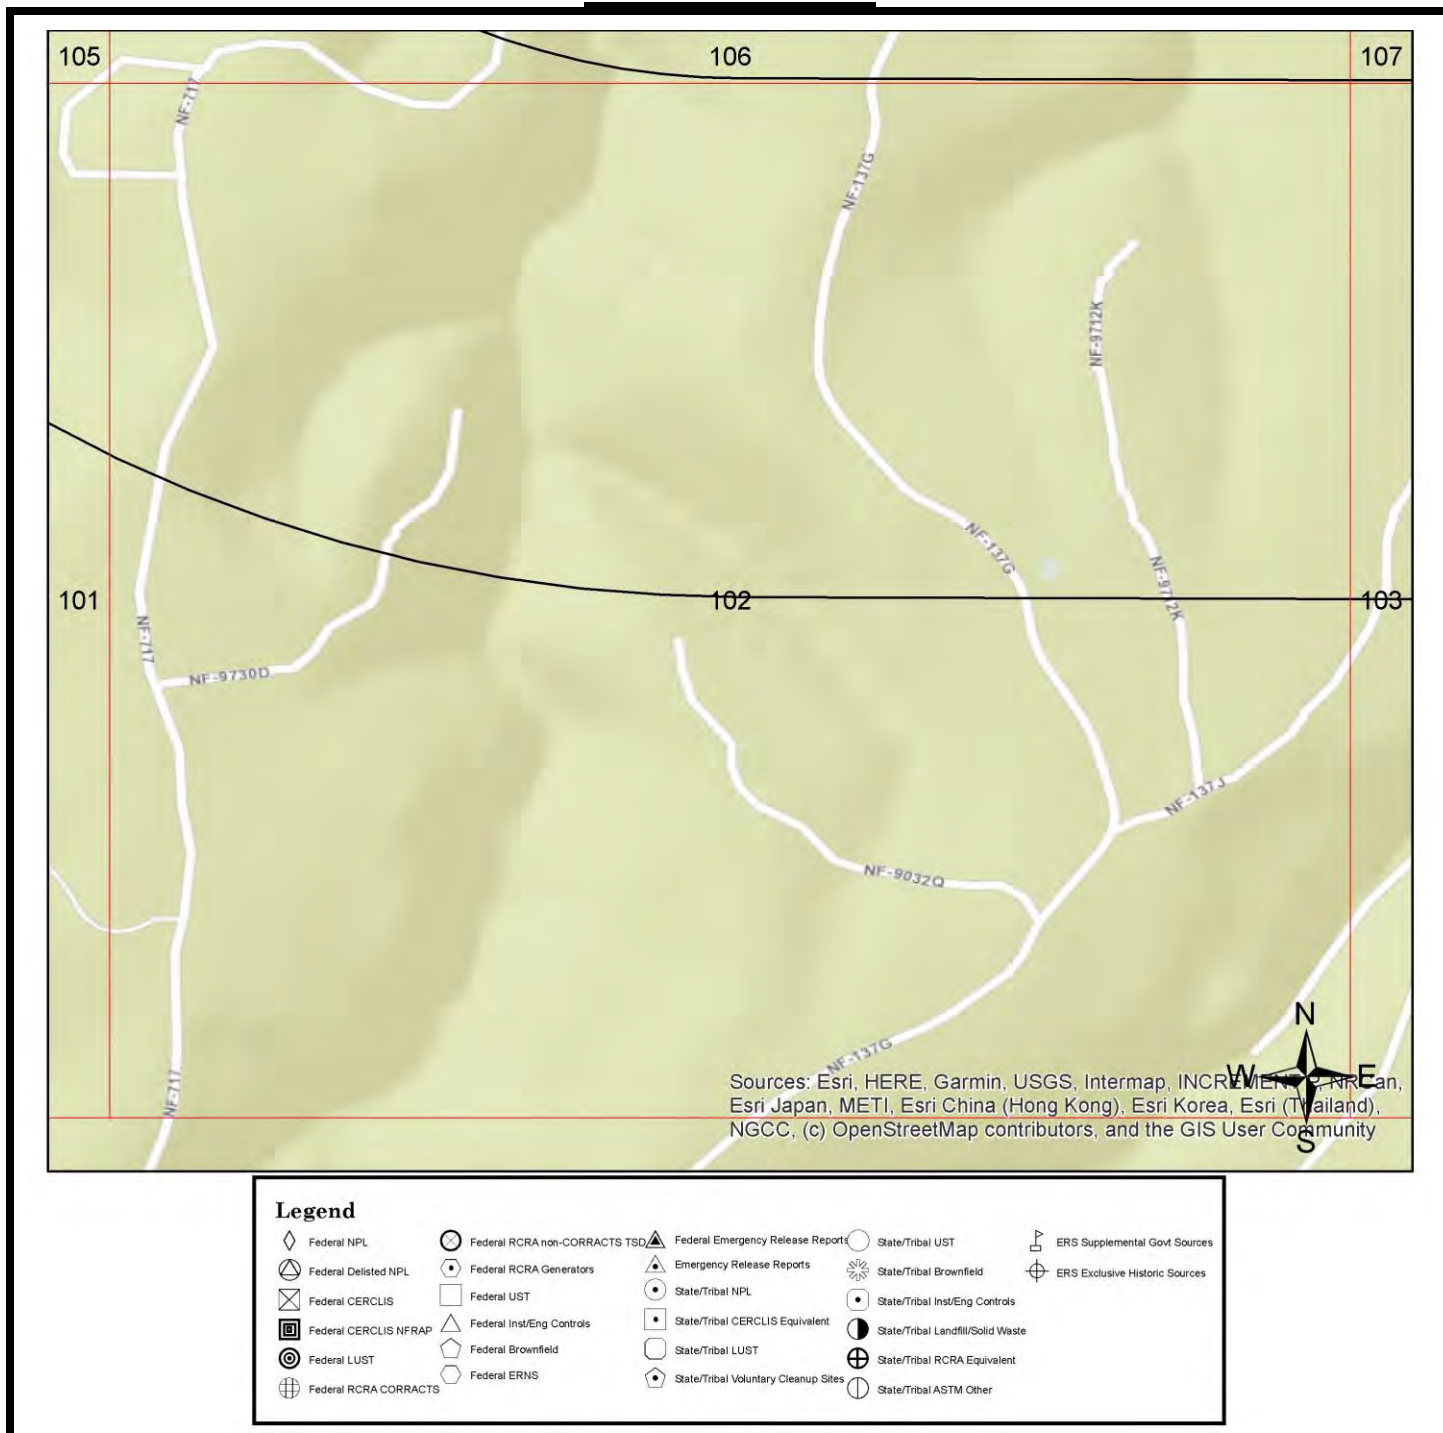 105
106
107
NF-717
NF-137G
NF-9712K
NF-137G
NF-9712K
101
102
103
NF-717
NF-9730D
NF-137J
NF-9032Q
NF-137G
NF-717
N
W
E
S
Sources: Esri, HERE, Garmin, USGS, Intermap, INCREMENT
Esri Japan, METI, Esri China (Hong Kong), Esri Korea, Esri (Thailand),
NGCC, (c) OpenStreetMap contributors, and the GIS User Community
Legend
Federal NPL
Federal Delisted NPL
Federal CERCLIS
Federal CERCLIS NFRAP
Federal LUST
Federal RCRA CORRACTS
Federal RCRA non-CORRACTS TSD
Federal RCRA Generators
Federal UST
Federal Inst/Eng Controls
Federal Brownfield
Federal ERNS
Federal Emergency Release Reports
Emergency Release Reports
State/Tribal NPL
State/Tribal CERCLIS Equivalent
State/Tribal LUST
State/Tribal Voluntary Cleanup Sites
State/Tribal UST
State/Tribal Brownfield
State/Tribal Inst/Eng Controls
State/Tribal Landfill/Solid Waste
State/Tribal RCRA Equivalent
State/Tribal ASTM Other
ERS Supplemental Govt Sources
ERS Exclusive Historic Sources